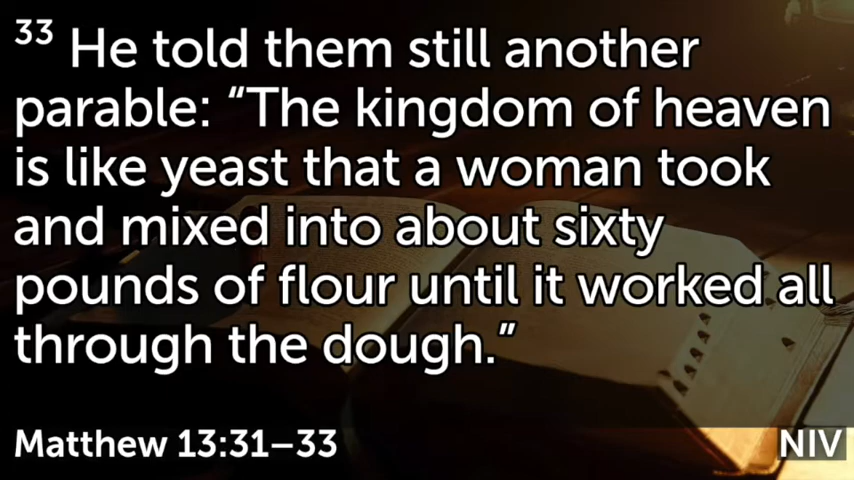 33 He told them still another
parable: “The kingdom of heaven
is like yeast that a woman took
and mixed into about sixty
pounds of flour until it worked all
through the dough.”
Matthew 13:31–33
NIV